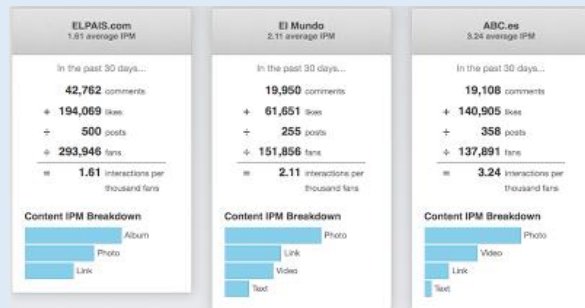 ELPAIS.com
1.61 average IPM
In the past 30 days...
42,762 comments
+ 194,069 likes
÷ 500 posts
÷ 293,946 fans
= 1.61 interactions per
thousand fans
Content IPM Breakdown
Album
Photo
Link
El Mundo
2.11 average IPM
In the past 30 days...
19,950 comments
+ 61,651 likes
÷ 255 posts
÷ 151,856 fans
= 2.11 interactions per
thousand fans
Content IPM Breakdown
Photo
Link
Video
Text
ABC.es
3.24 average IPM
In the past 30 days...
19,108 comments
+ 140,905 likes
÷ 358 posts
÷ 137,891 fans
= 3.24 interactions per
thousand fans
Content IPM Breakdown
Photo
Video
Link
Text